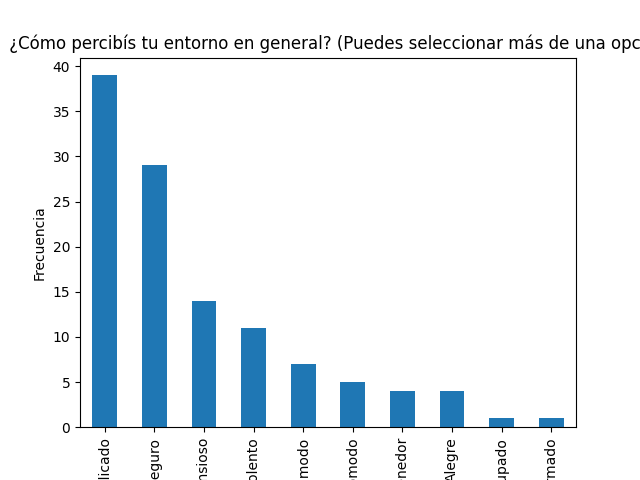 ¿Cómo percibís tu entorno en general? (Puedes seleccionar más de una opc
40
35
30
25
20
15
10
5
0
Frecuencia
licado
eguro
nsioso
olento
modo
omodo
nedor
Alegre
upado
rmado